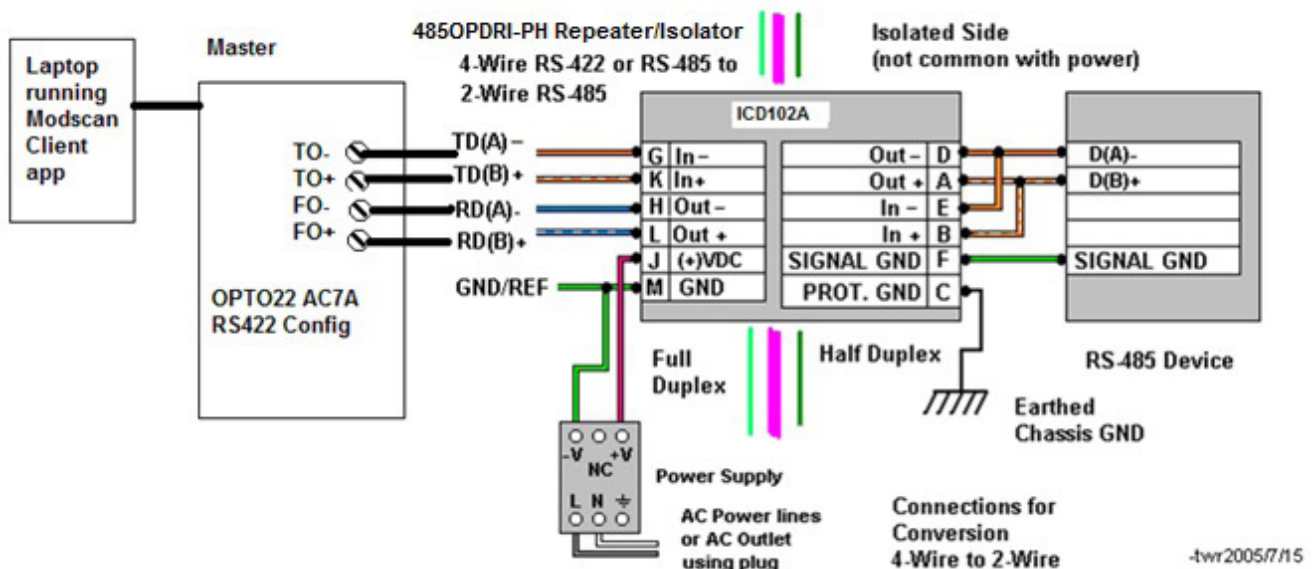 485OPDRI-PH Repeater/Isolator
4-Wire RS-422 or RS-485 to
2-Wire RS-485
Isolated Side
(not common with power)
Laptop
running
Modscan
Client
app
Master
TO-
TO+
FO-
FO+
OPTO22 AC7A
RS422 Config
TD(A) -
TD(B)+
RD(A)-
RD(B)+
GND/REF
ICD102A
G In-
K In+
H Out-
L Out +
J (+)VDC
M GND
Out - D
Out + A
In - E
In + B
SIGNAL GND F
PROT. GND C
D(A)-
D(B)+
SIGNAL GND
RS-485 Device
Full
Duplex
Half Duplex
Earthed
Chassis GND
-V +V
NC
L N
Power Supply
AC Power lines
or AC Outlet
using plug
Connections for
Conversion
4-Wire to 2-Wire
-twr2005/7/15